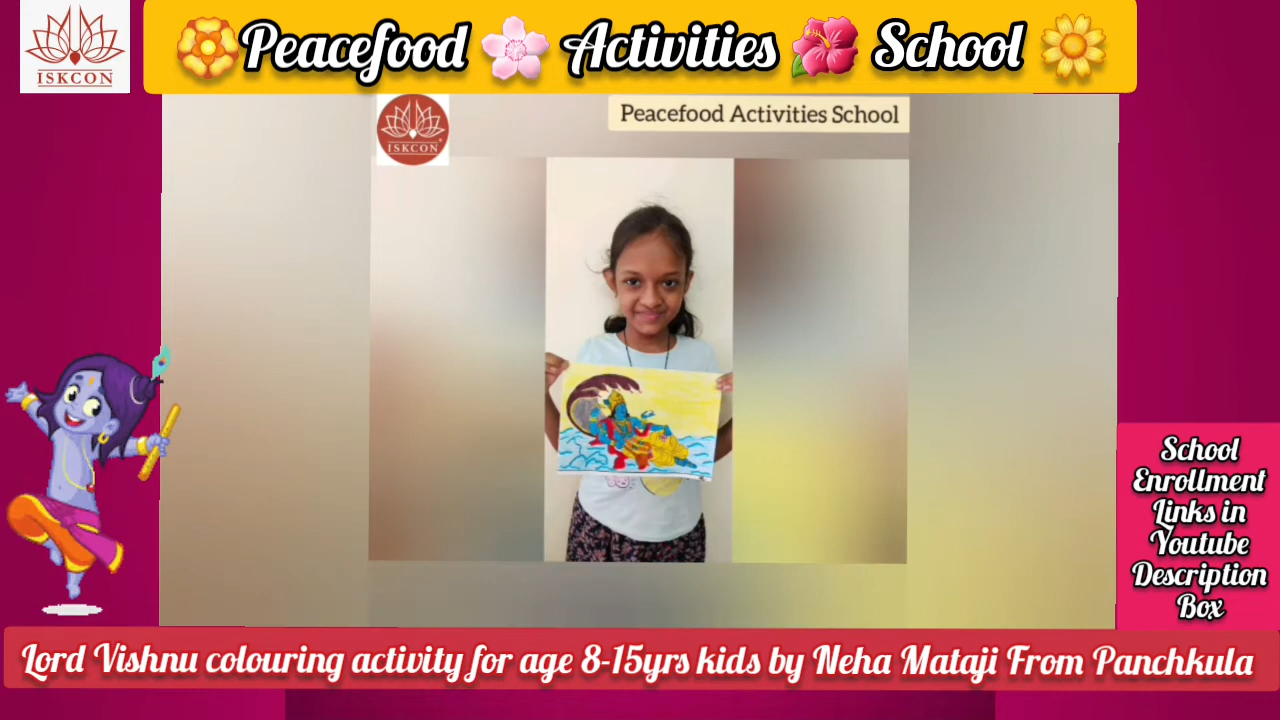 ISKCON
Peacefood Activities School
ISKCON
Peacefood Activities School
School
Enrollment
Links in
Youtube
Description
Box
Lord Vishnu colouring activity for age 8-15yrs kids by Neha Mataji From Panchkula